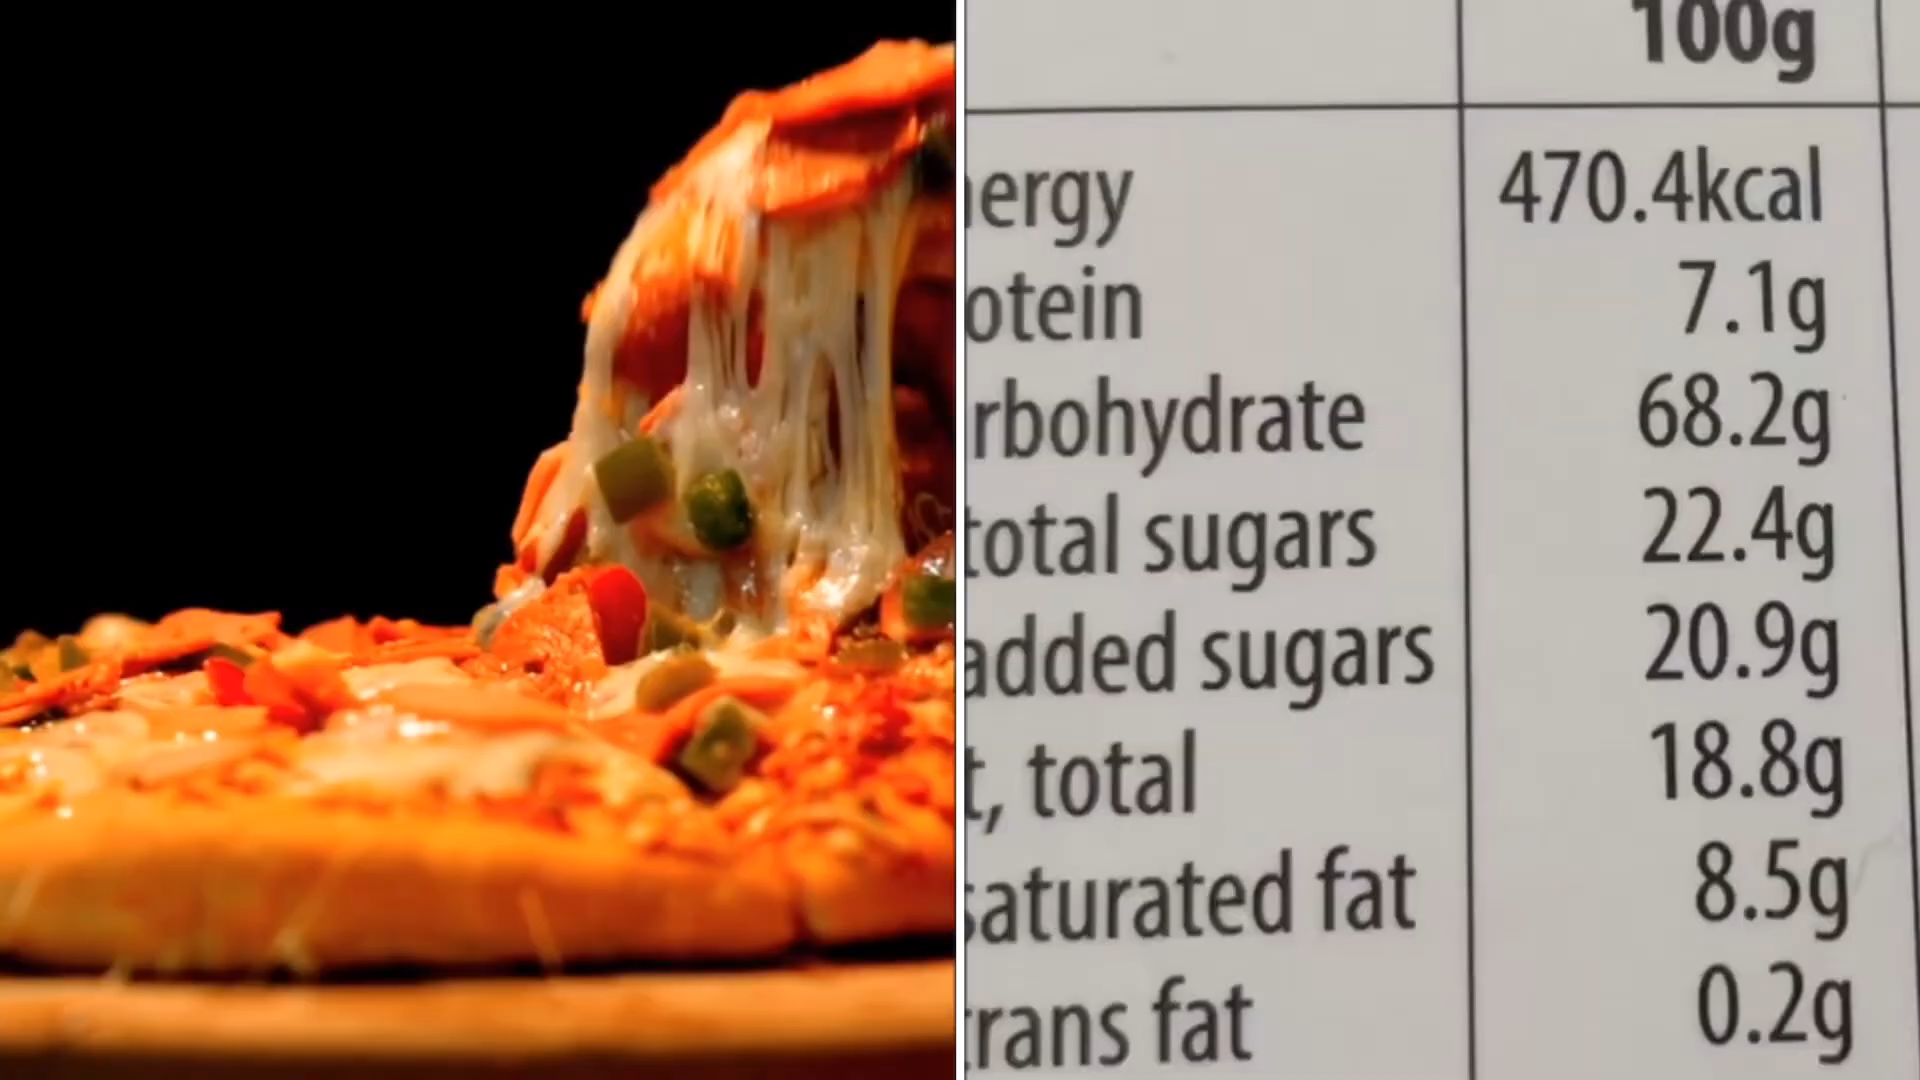 100g
nergy 470.4kcal
otein 7.1g
rbohydrate 68.2g
total sugars 22.4g
added sugars 20.9g
t, total 18.8g
saturated fat 8.5g
trans fat 0.2g